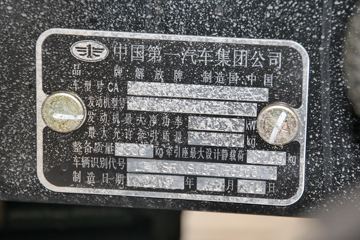 中国第一汽车集团公司
品 牌 解放牌 制造国 中国
车型号 CA
发动机型号
发动机最大净功率 kW
最大允许牵引质量
整备质量 kg 牵引座最大设计静载荷 kg
车辆识别代号
制造日期 年 月